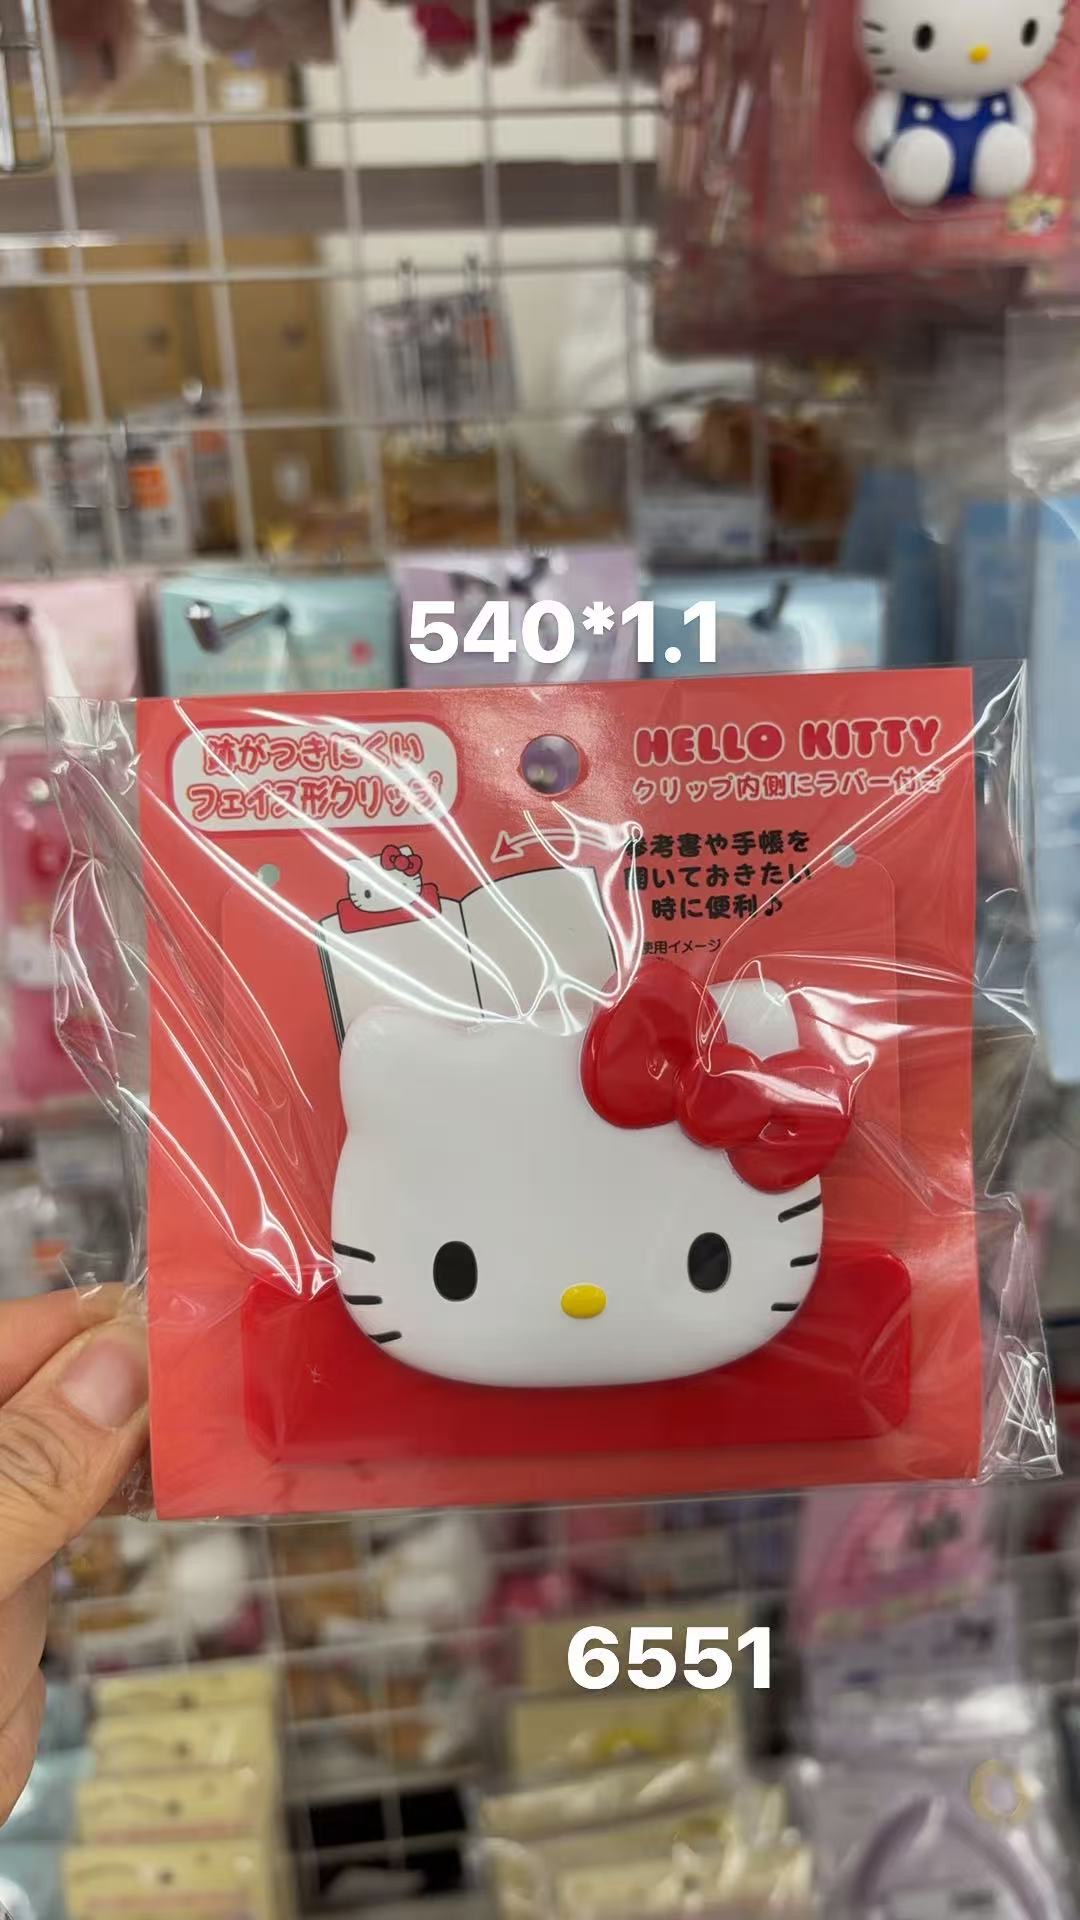 540*1.1
跡がつきにくい
フェイス形クリップ
HELLO KITTY
クリップ内側にラバー付き
参考書や手帳を
開いておきたい
時に便利♪
使用イメージ
6551